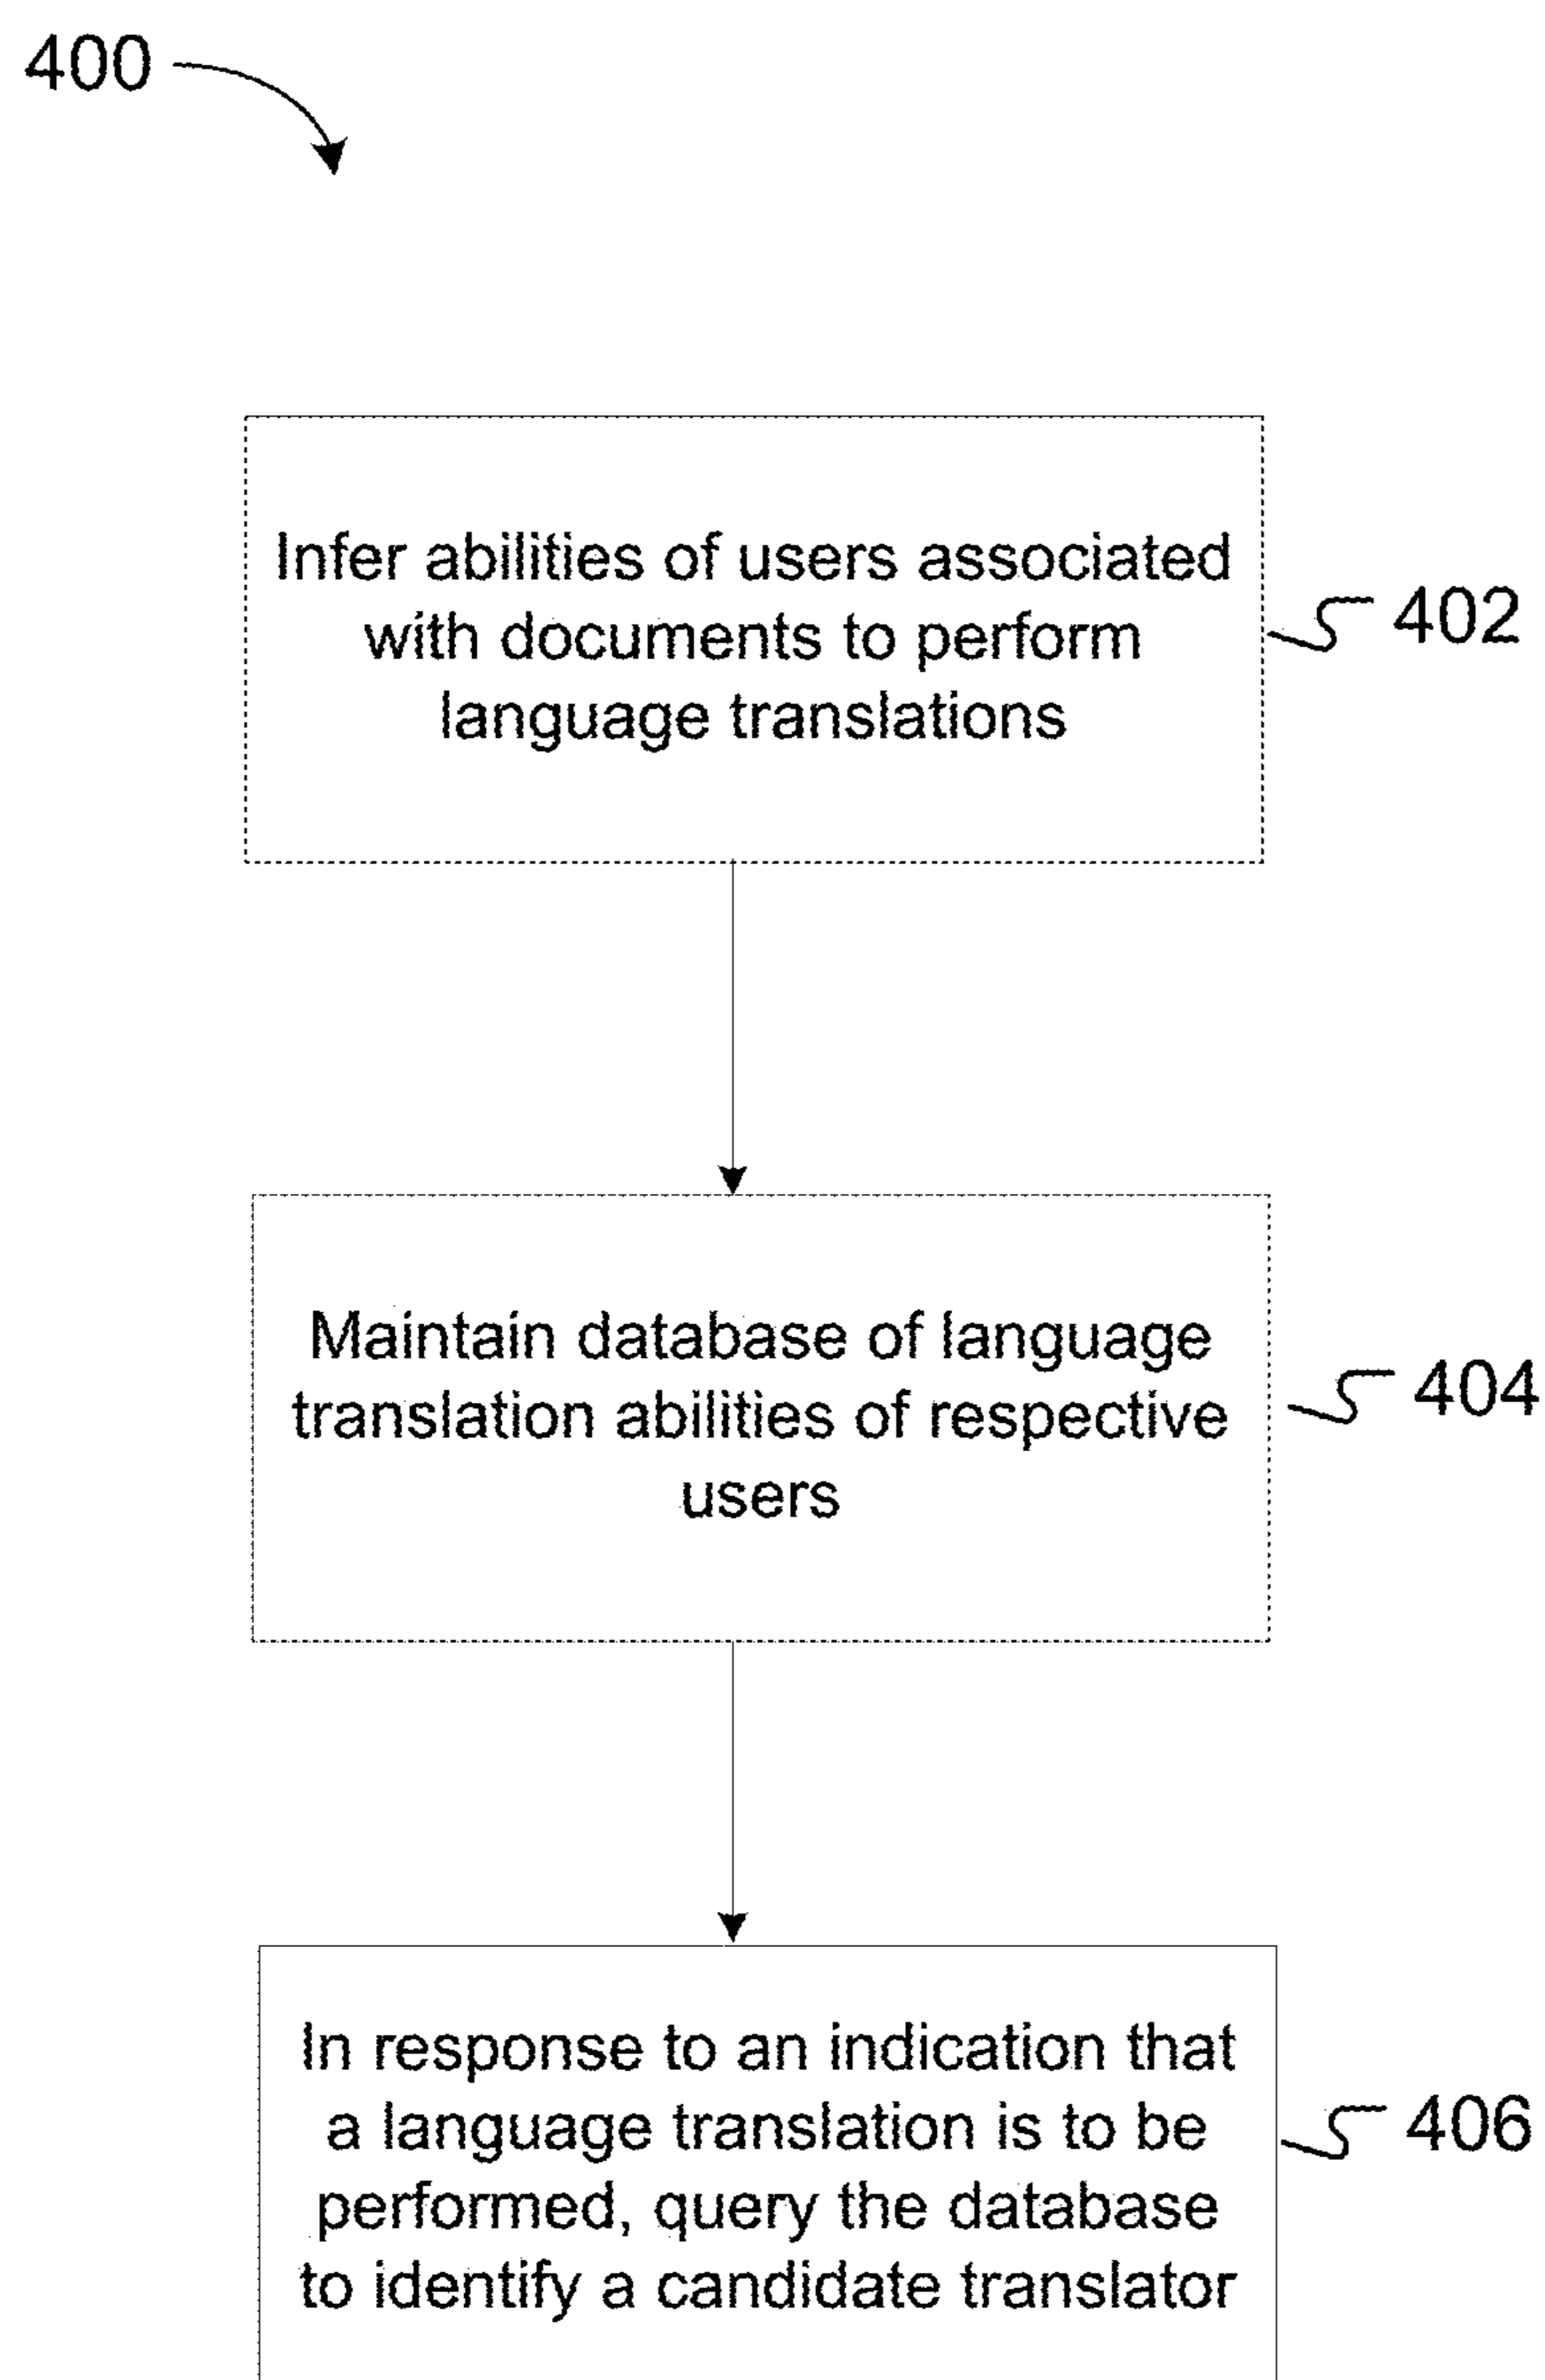 400
Infer abilities of users associated
with documents to perform
language translations
402
Maintain database of language
translation abilities of respective
users
404
In response to an indication that
a language translation is to be
performed, query the database
to identify a candidate translator
406